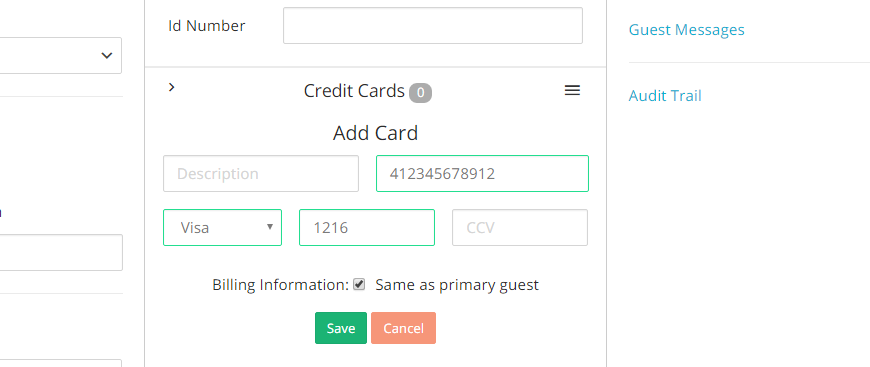 Id Number
Guest Messages
Credit Cards 0
Audit Trail
Add Card
Description
412345678912
Visa
1216
CCV
Billing Information: Same as primary guest
Save
Cancel